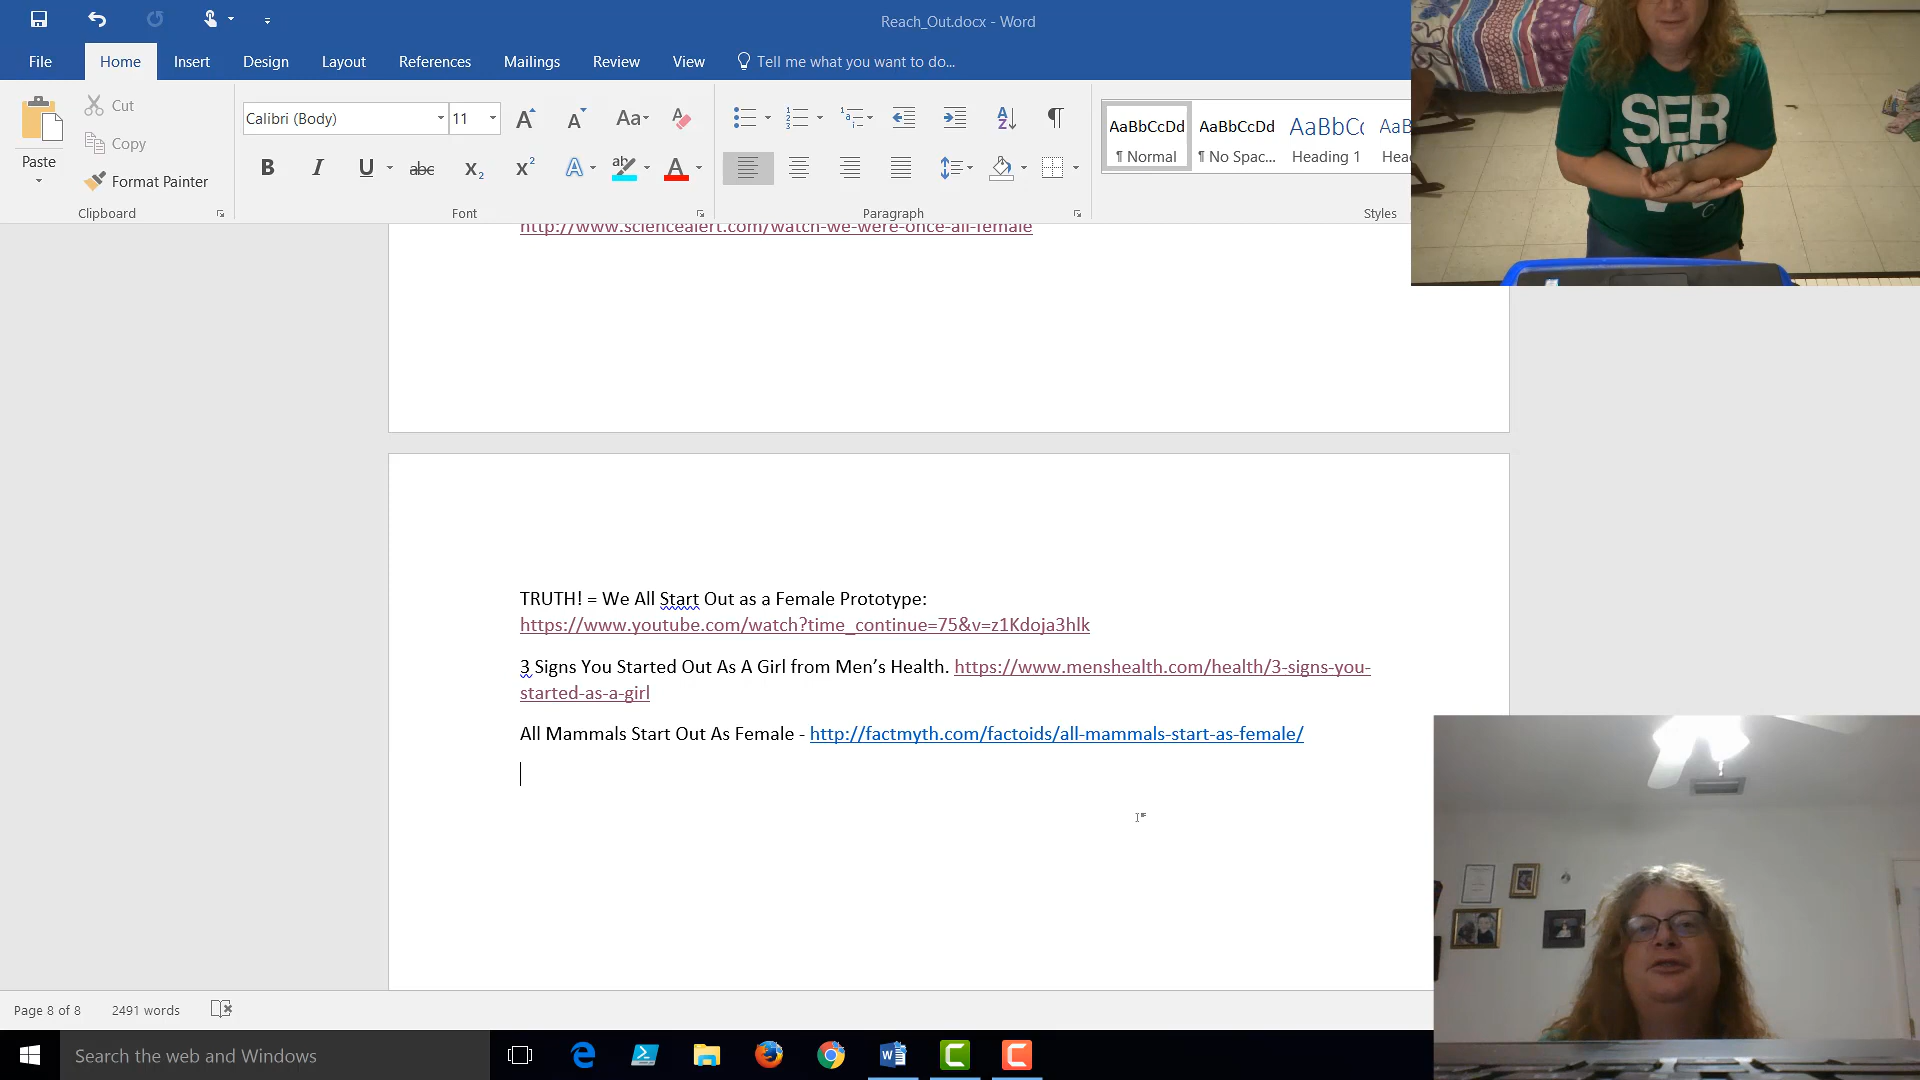 Reach_Out.docx - Word
File Home Insert Design Layout References Mailings Review View Tell me what you want to do...
Cut
Copy
Paste
Format Painter
Clipboard
Calibri (Body) 11
Font
Paragraph
AaBbCcDd AaBbCcDd AaBbCc AaB
¶ Normal ¶ No Spac... Heading 1 Hea
Styles
SER
VE
http://www.sciencealert.com/watch-we-were-once-all-female
TRUTH! = We All Start Out as a Female Prototype:
https://www.youtube.com/watch?time_continue=75&v=z1Kdoja3hlk
3 Signs You Started Out As A Girl from Men’s Health. https://www.menshealth.com/health/3-signs-you-
started-as-a-girl
All Mammals Start Out As Female - http://factmyth.com/factoids/all-mammals-start-as-female/
Page 8 of 8 2491 words
Search the web and Windows